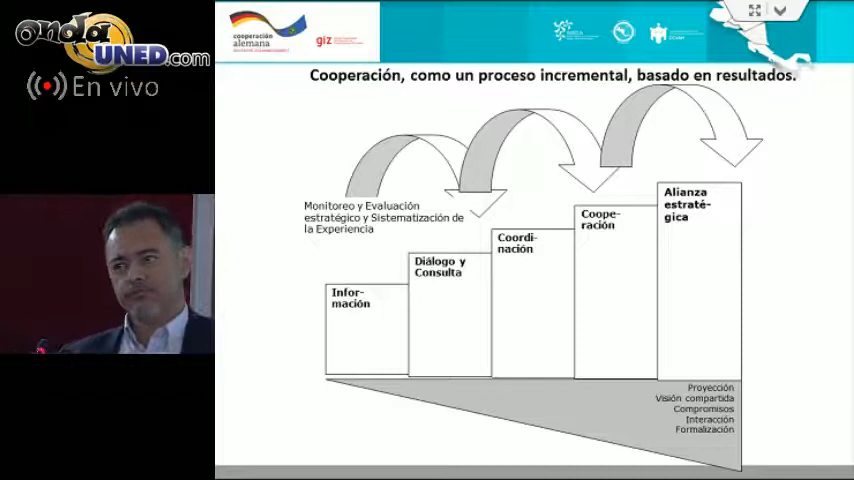 onda
UNED.com
En vivo
cooperación
alemana
giz
Cooperación, como un proceso incremental, basado en resultados.
Monitoreo y Evaluación
estratégico y Sistematización de
la Experiencia
Infor-
mación
Diálogo y
Consulta
Coordi-
nación
Coope-
ración
Alianza
estraté-
gica
Proyección
Visión compartida
Compromisos
Interacción
Formalización